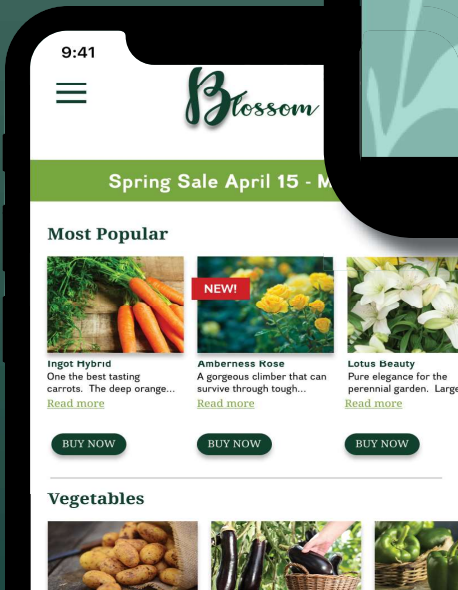 9:41
Blossom
Spring Sale April 15 - M
Most Popular
NEW!
Ingot Hybrid
One the best tasting
carrots. The deep orange...
Read more
BUY NOW
Amberness Rose
A gorgeous climber that can
survive through tough...
Read more
BUY NOW
Lotus Beauty
Pure elegance for the
perennial garden. Large
Read more
BUY NOW
Vegetables